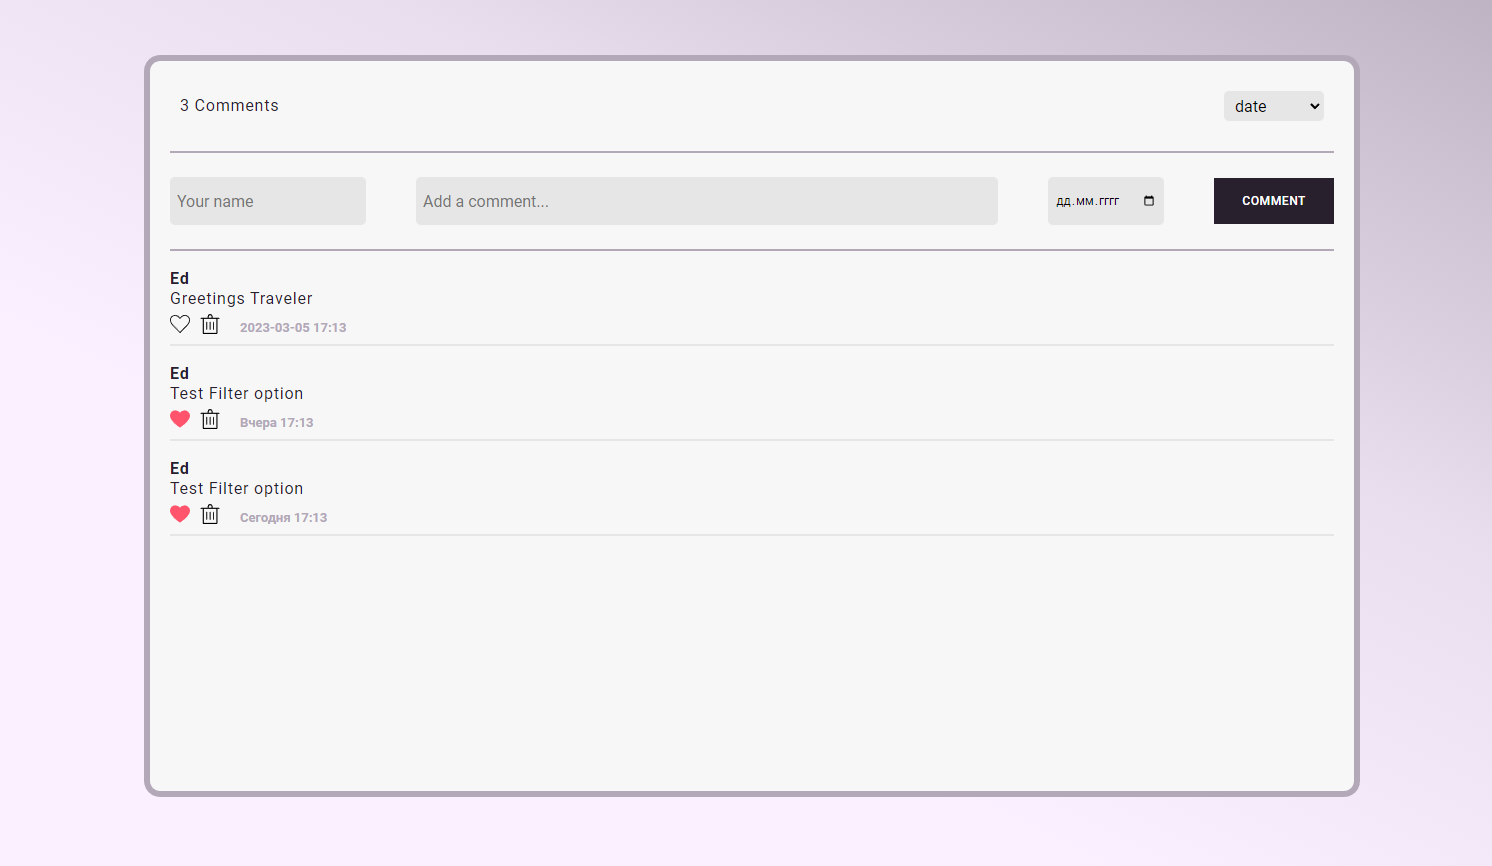 3 Comments
date
Your name
Add a comment...
дд.мм.гггг
COMMENT
Ed
Greetings Traveler
2023-03-05 17:13
Ed
Test Filter option
Вчера 17:13
Ed
Test Filter option
Сегодня 17:13